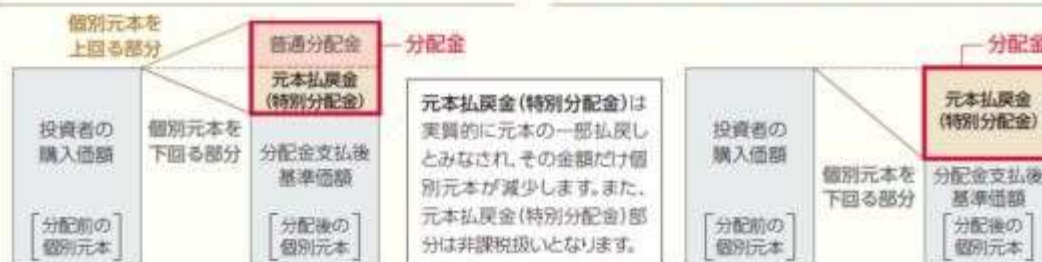 個別元本を
上回る部分
普通分配金
分配金
元本払戻金
(特別分配金)
投資者の
購入価額
個別元本を
下回る部分
分配金支払後
基準価額
分配前の
個別元本
分配後の
個別元本
元本払戻金(特別分配金)は
実質的に元本の一部払戻し
とみなされ、その金額だけ個
別元本が減少します。また、
元本払戻金(特別分配金)部
分は非課税扱いとなります。
分配金
元本払戻金
(特別分配金)
投資者の
購入価額
個別元本を
下回る部分
分配金支払後
基準価額
分配前の
個別元本
分配後の
個別元本